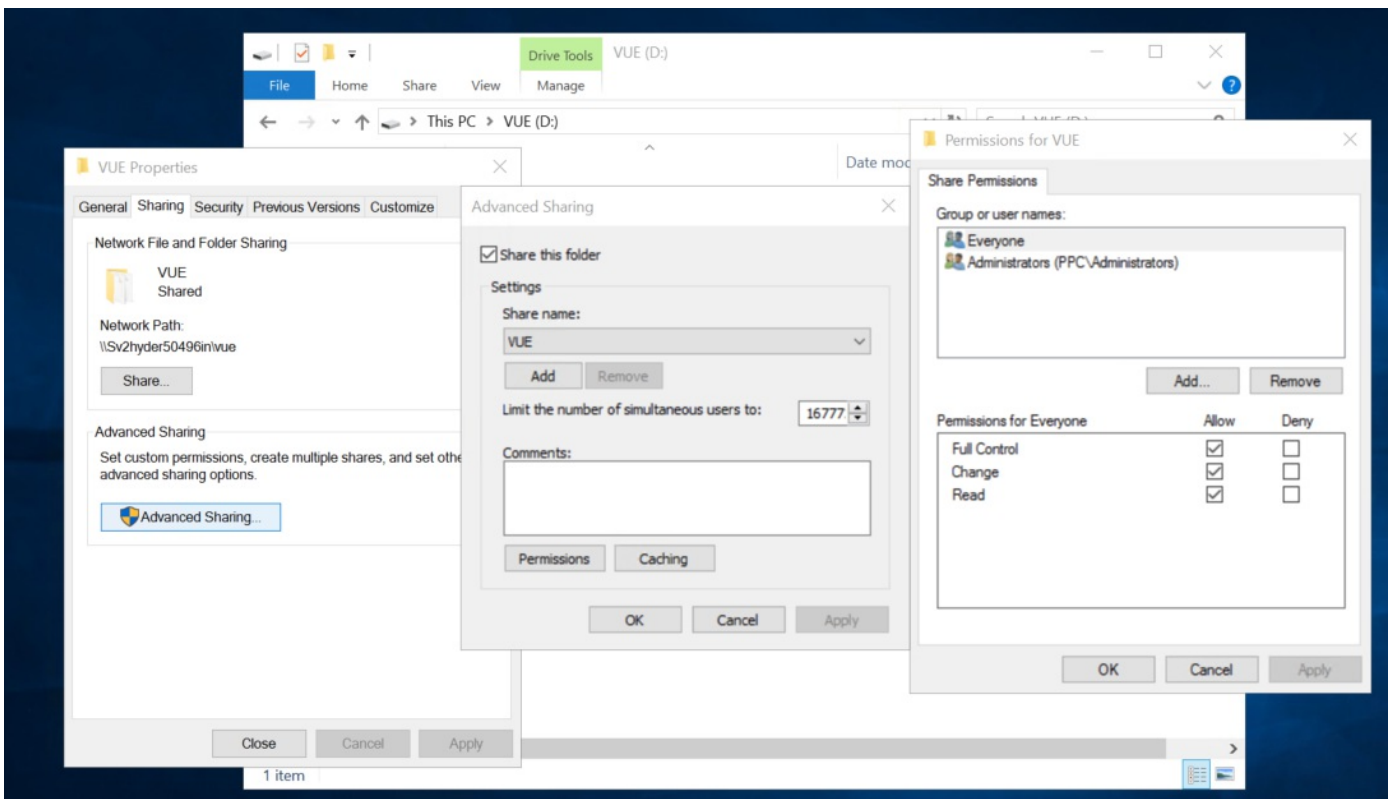 Drive Tools
VUE (D:)
File
Home
Share
View
Manage
This PC > VUE (D:)
Date moc
1 item
VUE Properties
General
Sharing
Security
Previous Versions
Customize
Network File and Folder Sharing
VUE
Shared
Network Path:
\\Sv2hyder50496in\vue
Share...
Advanced Sharing
Set custom permissions, create multiple shares, and set othe
advanced sharing options.
Advanced Sharing...
Close
Cancel
Apply
Advanced Sharing
Share this folder
Settings
Share name:
VUE
Add
Remove
Limit the number of simultaneous users to:
16777
Comments:
Permissions
Caching
OK
Cancel
Apply
Permissions for VUE
Share Permissions
Group or user names:
Everyone
Administrators (PPC\Administrators)
Add...
Remove
Permissions for Everyone
Allow
Deny
Full Control
Change
Read
OK
Cancel
Apply